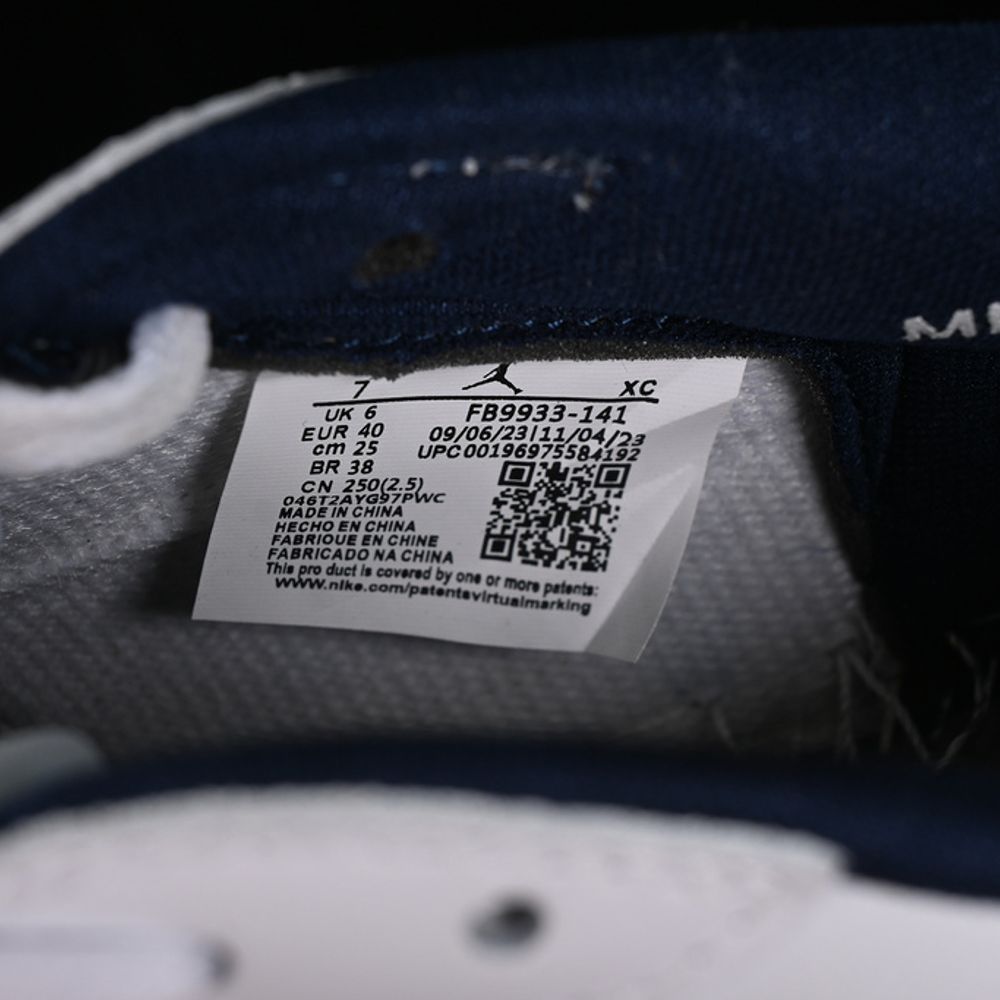 7 XC
UK 6 FB9933-141
EUR 40 09/06/23|11/04/23
cm 25 UPC00196975584192
BR 38
CN 250(2.5)
046T2AYG97PWC
MADE IN CHINA
HECHO EN CHINA
FABRIQUE EN CHINE
FABRICADO NA CHINA
This pro duct is covered by one or more patents:
www.nike.com/patentsvirtualmarking